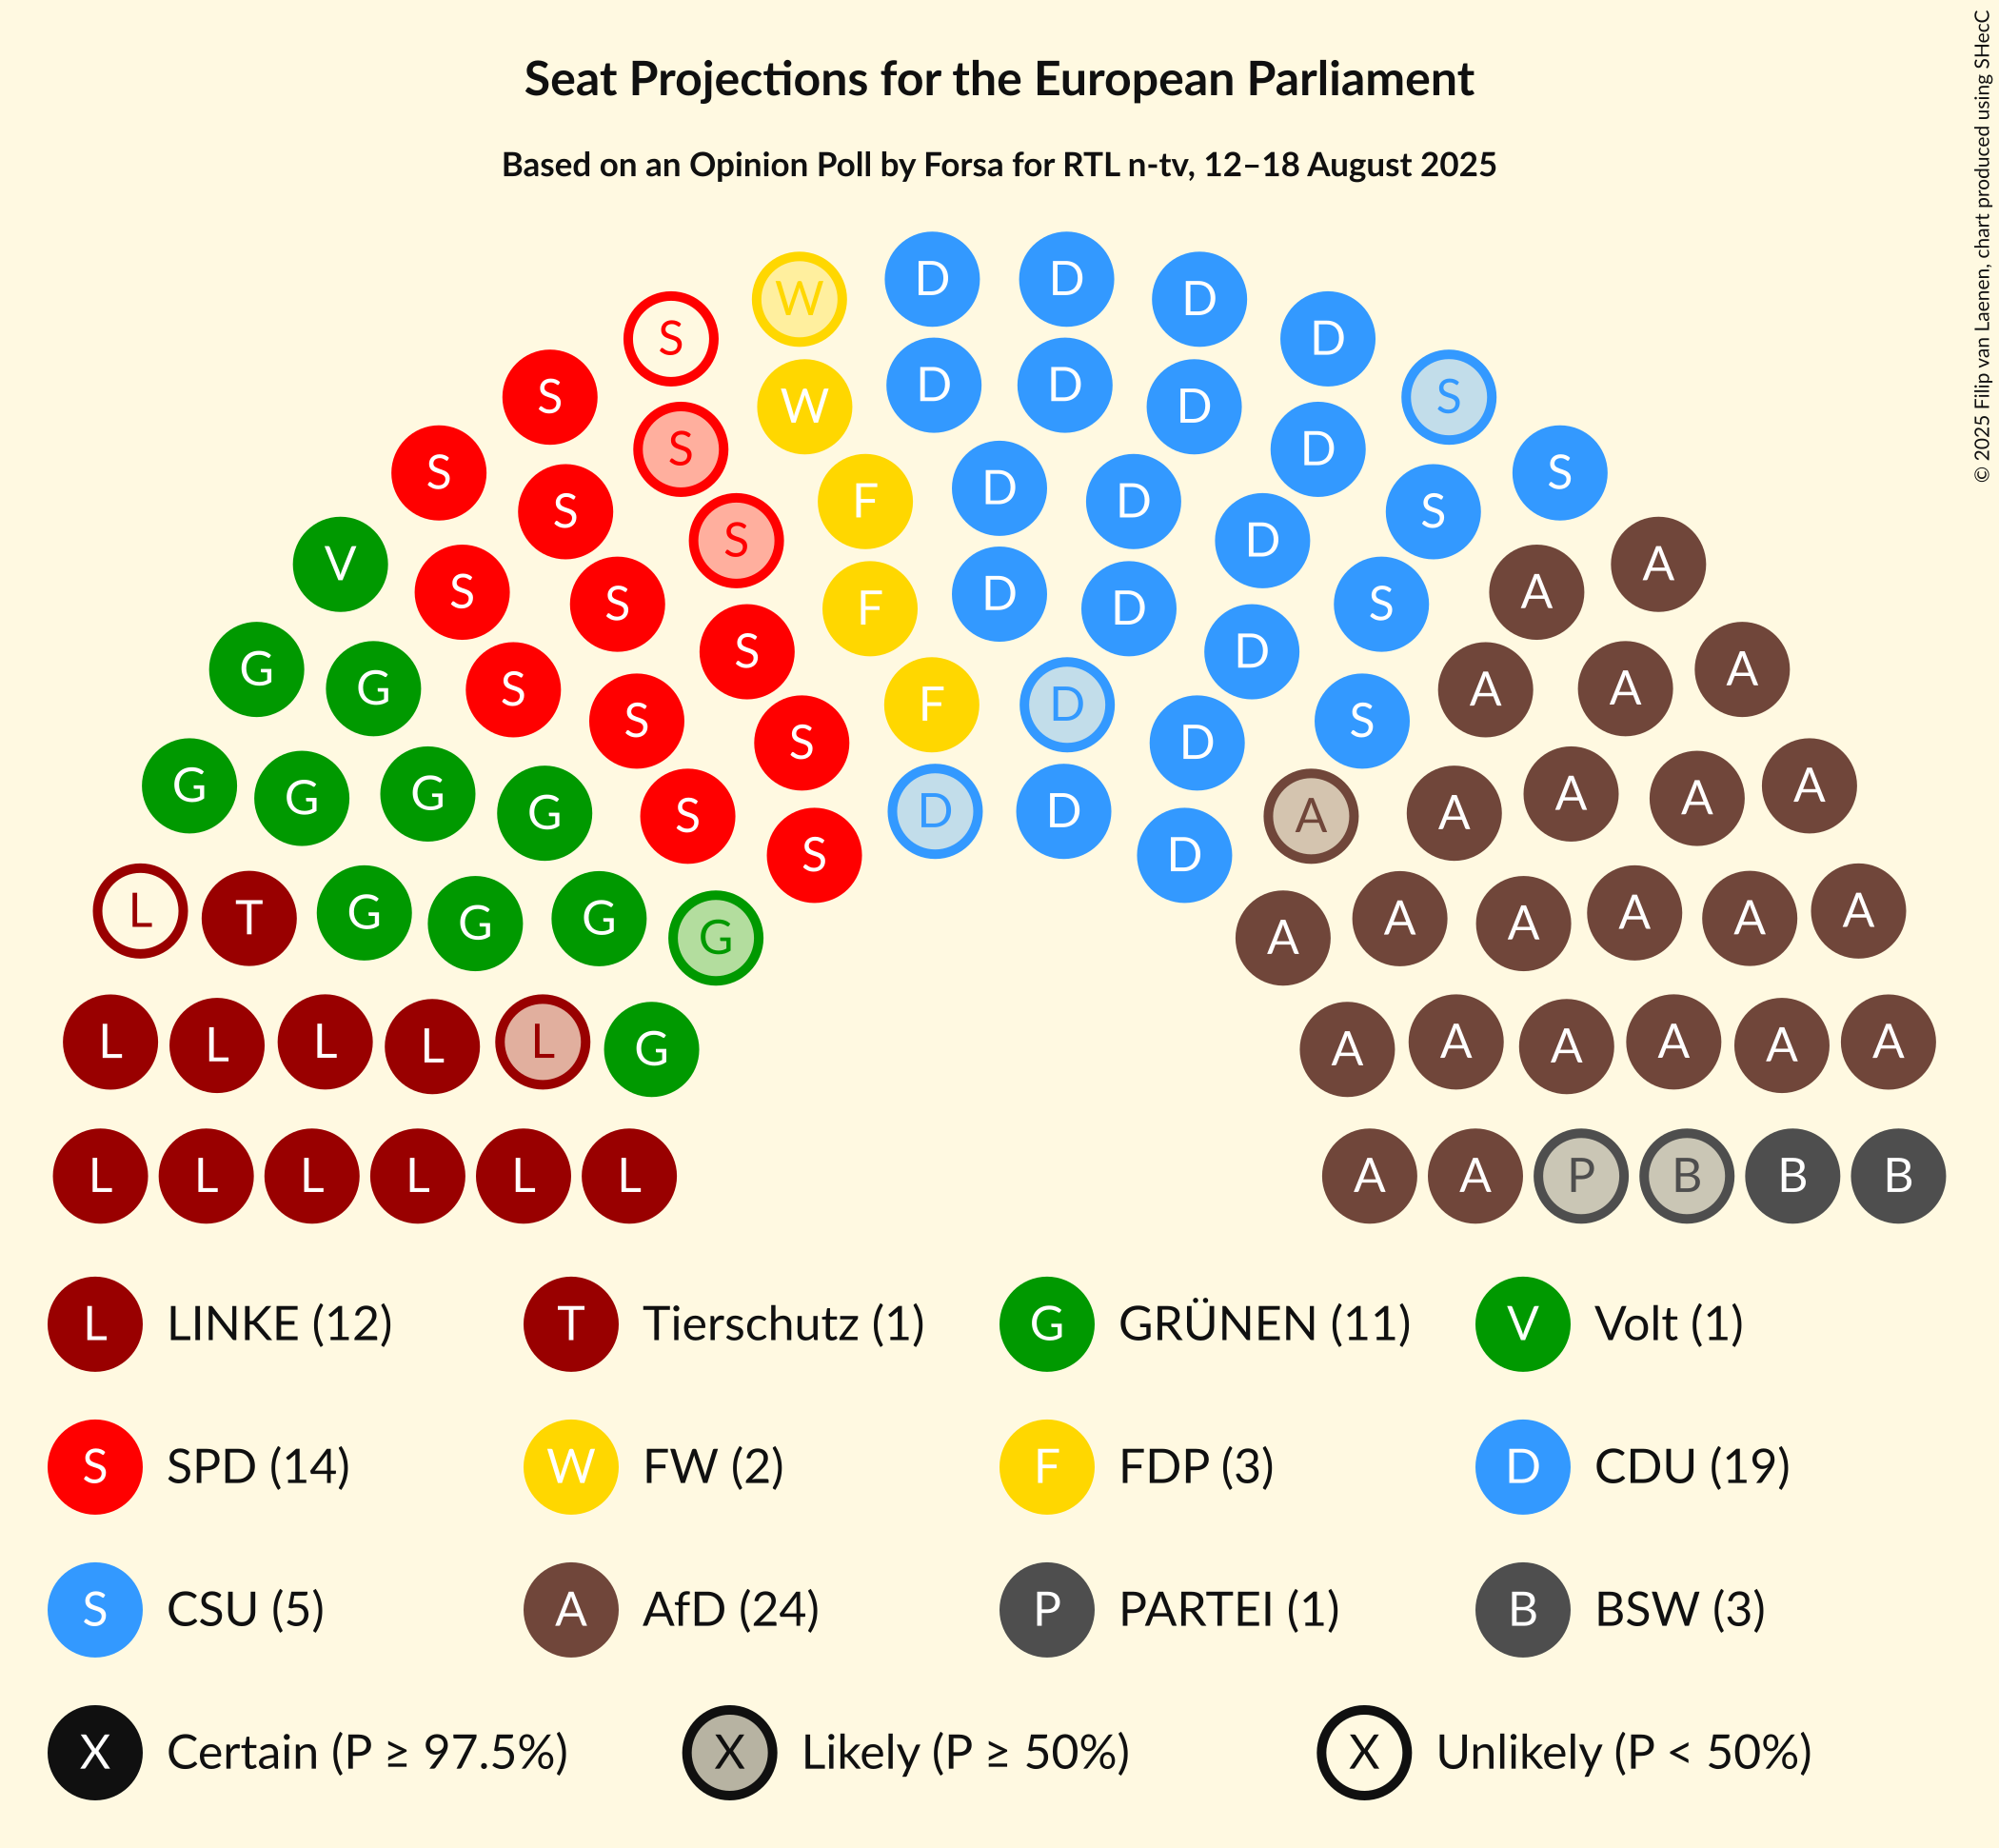 Seat Projections for the European Parliament
Based on an Opinion Poll by Forsa for RTL n-tv, 12–18 August 2025
© 2025 Filip van Laenen, chart produced using SHecC
D D
W D
S D
D D
S S
W D
S D
S S
D
F D
S S
S D
V A
S D A
S F D S
S D
G A
G S A A
F D
S S
S D
G A
G G A A
G S D D A A
S D
L T G G G G A A A A A A
L L L L L G A A A A A A
L L L L L L A A P B B B
L LINKE (12) T Tierschutz (1) G GRÜNEN (11) V Volt (1)
S SPD (14) W FW (2) F FDP (3) D CDU (19)
S CSU (5) A AfD (24) P PARTEI (1) B BSW (3)
X Certain (P ≥ 97.5%) X Likely (P ≥ 50%) X Unlikely (P < 50%)